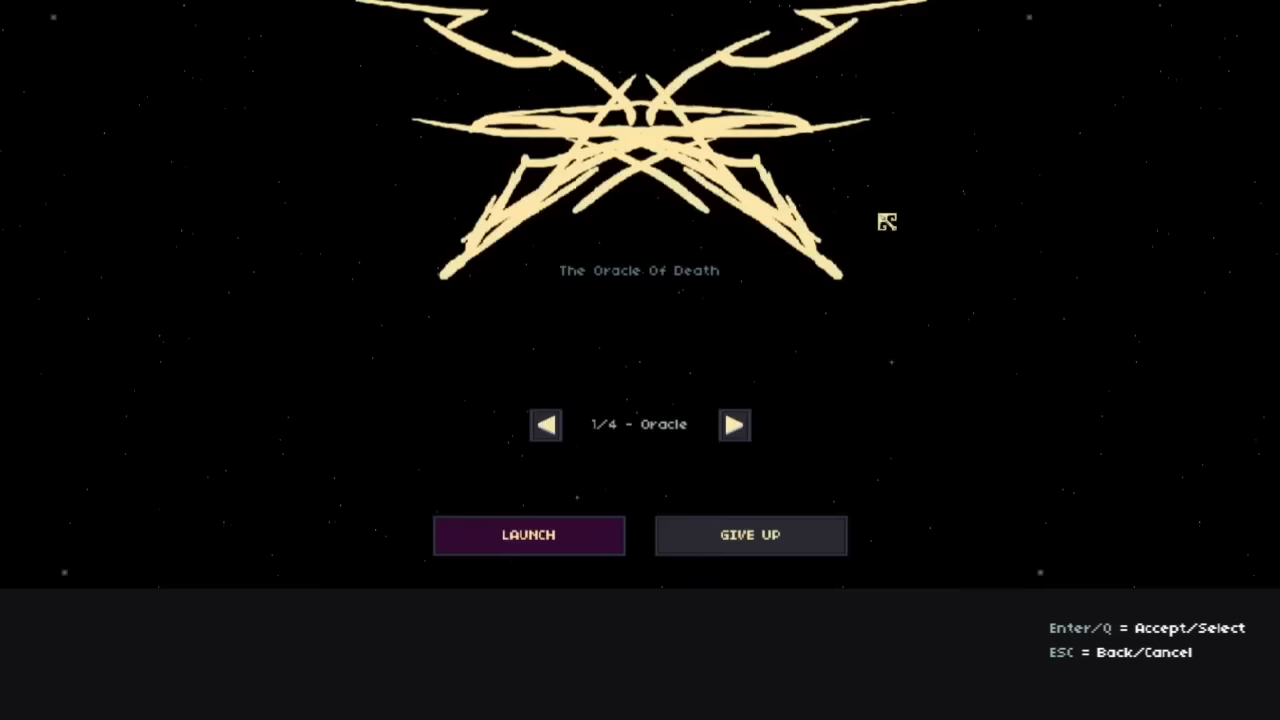 The Oracle Of Death
1/4 - Oracle
LAUNCH
GIVE UP
Enter/Q = Accept/Select
ESC = Back/Cancel